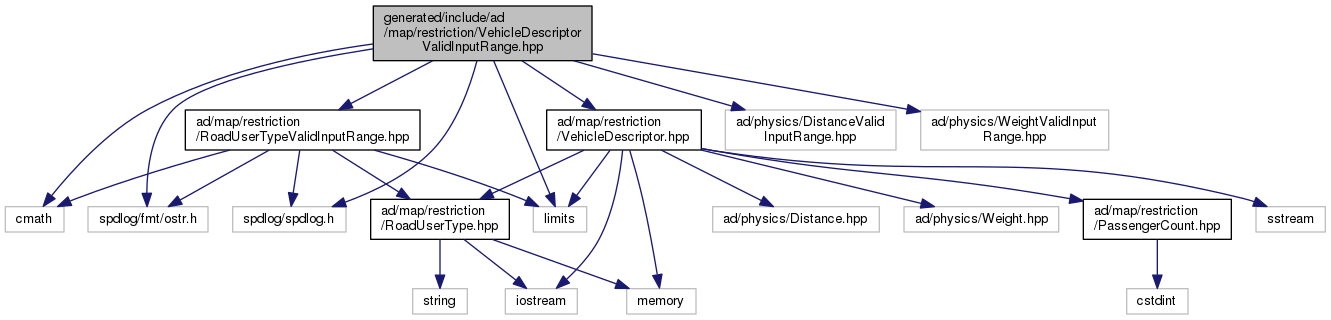 generated/include/ad
/map/restriction/VehicleDescriptor
ValidInputRange.hpp
ad/map/restriction
/RoadUserTypeValidInputRange.hpp
ad/map/restriction
/VehicleDescriptor.hpp
ad/physics/DistanceValid
InputRange.hpp
ad/physics/WeightValidInput
Range.hpp
cmath
spdlog/fmt/ostr.h
spdlog/spdlog.h
ad/map/restriction
/RoadUserType.hpp
limits
ad/physics/Distance.hpp
ad/physics/Weight.hpp
ad/map/restriction
/PassengerCount.hpp
sstream
string
iostream
memory
cstdint